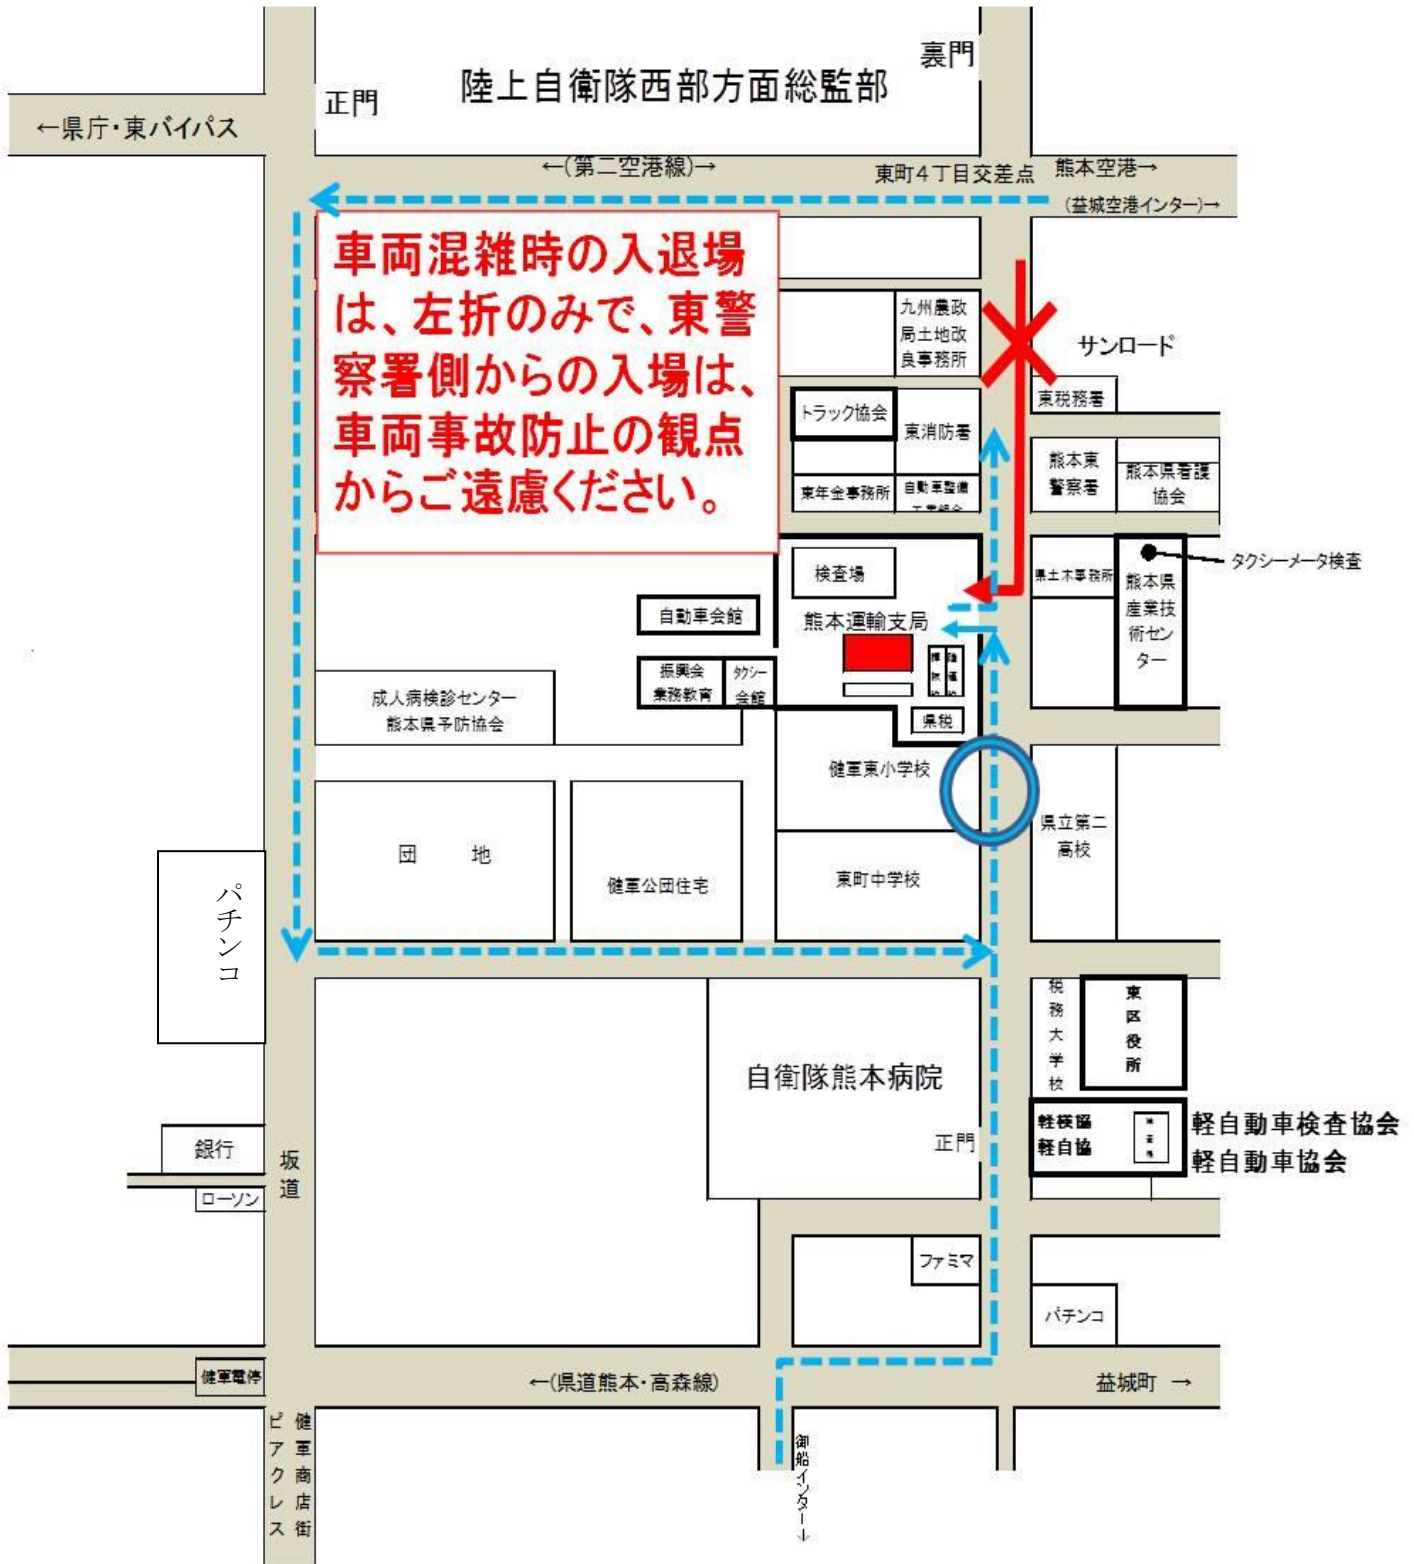 裏門
陸上自衛隊西部方面総監部
正門
←県庁・東バイパス
←(第二空港線)→
東町4丁目交差点
熊本空港→
(益城空港インター)→
車両混雑時の入退場
は、左折のみで、東警
察署側からの入場は、
車両事故防止の観点
からご遠慮ください。
九州農政
局土地改
良事務所
サンロード
東税務署
トラック協会
東消防署
熊本東
警察署
熊本県看護
協会
東年金事務所
自動車整備
工業組合
検査場
県土木事務所
熊本県
産業技
術セン
ター
タクシーメータ検査
自動車会館
熊本運輸支局
振興会
業務教育
タクシー
会館
県税
成人病検診センター
熊本県予防協会
健軍東小学校
県立第二
高校
団 地
健軍公団住宅
東町中学校
パチンコ
税務大学校
東区役所
自衛隊熊本病院
正門
軽検協
軽自協
軽自動車検査協会
軽自動車協会
銀行
坂道
ローソン
ファミマ
パチンコ
健軍電停
←(県道熊本・高森線)
益城町 →
健軍商店街
ピアクレス
御船インター→